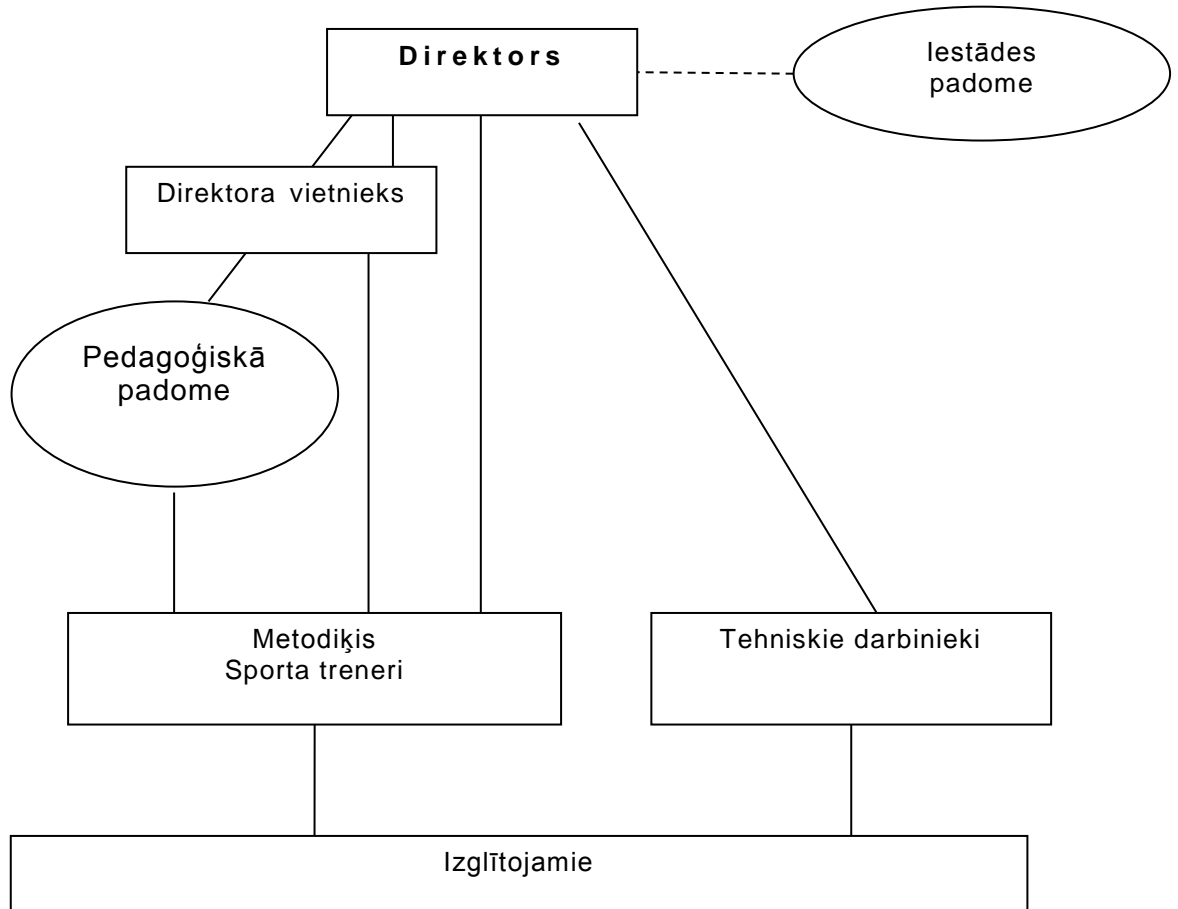 Direktors
Iestādes
padome
Direktora vietnieks
Pedagoģiskā
padome
Metodiķis
Sporta treneri
Tehniskie darbinieki
Izglītojamie